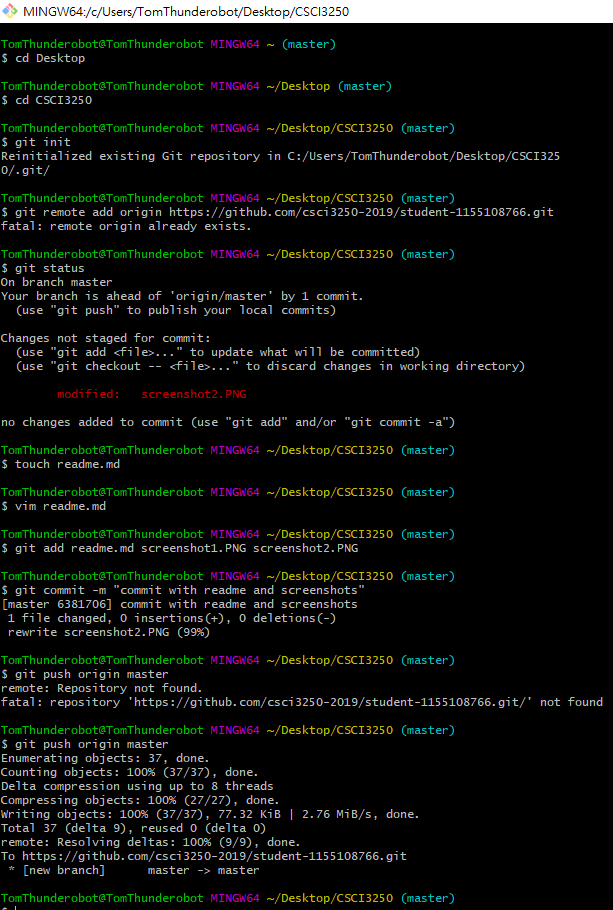 MINGW64:/c/Users/TomThunderobot/Desktop/CSCI3250
TomThunderobot@TomThunderobot MINGW64 ~ (master)
$ cd Desktop
TomThunderobot@TomThunderobot MINGW64 ~/Desktop (master)
$ cd CSCI3250
TomThunderobot@TomThunderobot MINGW64 ~/Desktop/CSCI3250 (master)
$ git init
Reinitialized existing Git repository in C:/Users/TomThunderobot/Desktop/CSCI325
0/.git/
TomThunderobot@TomThunderobot MINGW64 ~/Desktop/CSCI3250 (master)
$ git remote add origin https://github.com/csci3250-2019/student-1155108766.git
fatal: remote origin already exists.
TomThunderobot@TomThunderobot MINGW64 ~/Desktop/CSCI3250 (master)
$ git status
On branch master
Your branch is ahead of 'origin/master' by 1 commit.
  (use "git push" to publish your local commits)
Changes not staged for commit:
  (use "git add <file>..." to update what will be committed)
  (use "git checkout -- <file>..." to discard changes in working directory)
        modified:   screenshot2.PNG
no changes added to commit (use "git add" and/or "git commit -a")
TomThunderobot@TomThunderobot MINGW64 ~/Desktop/CSCI3250 (master)
$ touch readme.md
TomThunderobot@TomThunderobot MINGW64 ~/Desktop/CSCI3250 (master)
$ vim readme.md
TomThunderobot@TomThunderobot MINGW64 ~/Desktop/CSCI3250 (master)
$ git add readme.md screenshot1.PNG screenshot2.PNG
TomThunderobot@TomThunderobot MINGW64 ~/Desktop/CSCI3250 (master)
$ git commit -m "commit with readme and screenshots"
[master 6381706] commit with readme and screenshots
 1 file changed, 0 insertions(+), 0 deletions(-)
 rewrite screenshot2.PNG (99%)
TomThunderobot@TomThunderobot MINGW64 ~/Desktop/CSCI3250 (master)
$ git push origin master
remote: Repository not found.
fatal: repository 'https://github.com/csci3250-2019/student-1155108766.git/' not found
TomThunderobot@TomThunderobot MINGW64 ~/Desktop/CSCI3250 (master)
$ git push origin master
Enumerating objects: 37, done.
Counting objects: 100% (37/37), done.
Delta compression using up to 8 threads
Compressing objects: 100% (27/27), done.
Writing objects: 100% (37/37), 77.32 KiB | 2.76 MiB/s, done.
Total 37 (delta 9), reused 0 (delta 0)
remote: Resolving deltas: 100% (9/9), done.
To https://github.com/csci3250-2019/student-1155108766.git
 * [new branch]      master -> master
TomThunderobot@TomThunderobot MINGW64 ~/Desktop/CSCI3250 (master)
$